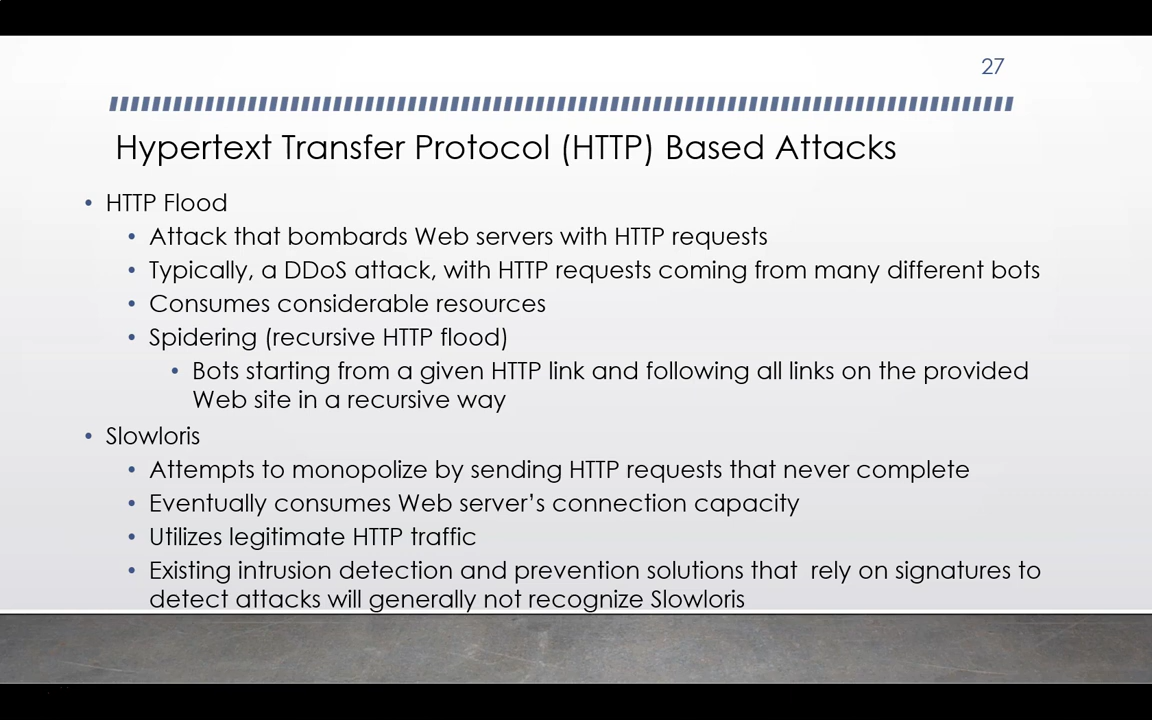 27
Hypertext Transfer Protocol (HTTP) Based Attacks
• HTTP Flood
• Attack that bombards Web servers with HTTP requests
• Typically, a DDoS attack, with HTTP requests coming from many different bots
• Consumes considerable resources
• Spidering (recursive HTTP flood)
• Bots starting from a given HTTP link and following all links on the provided
Web site in a recursive way
• Slowloris
• Attempts to monopolize by sending HTTP requests that never complete
• Eventually consumes Web server's connection capacity
• Utilizes legitimate HTTP traffic
• Existing intrusion detection and prevention solutions that  rely on signatures to
detect attacks will generally not recognize Slowloris